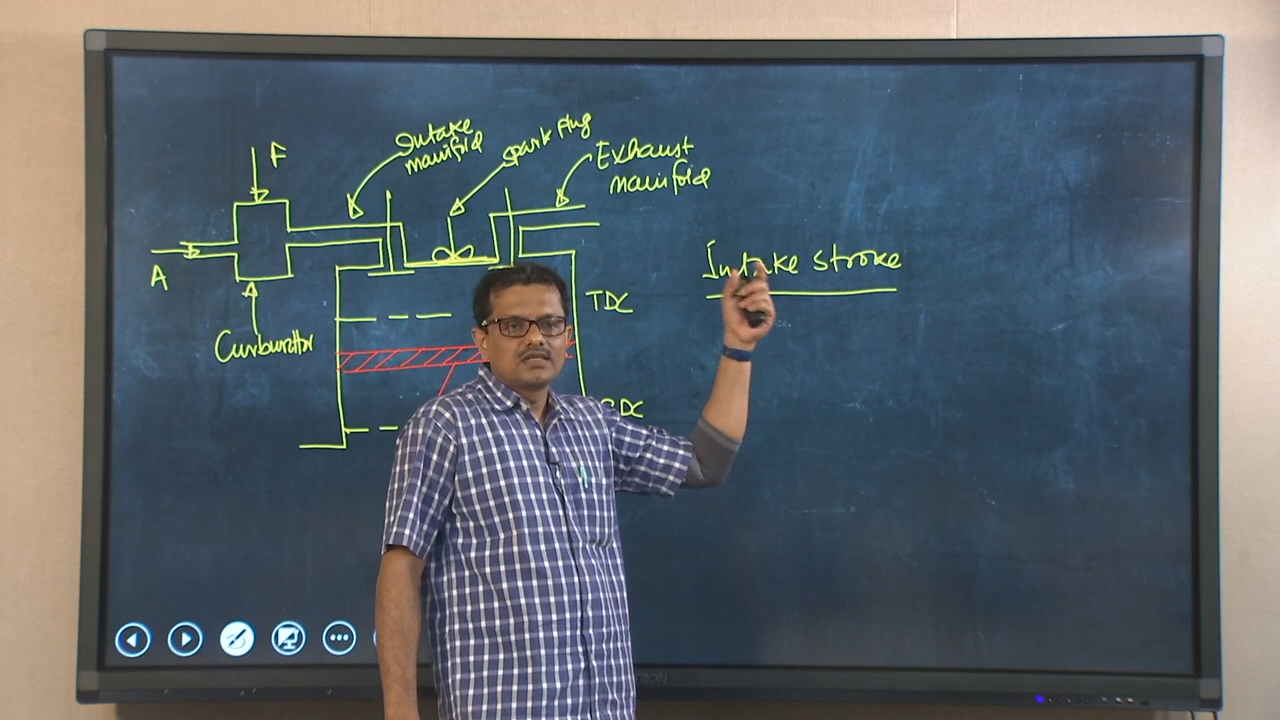 F
A
Carburettor
Intake
manifold
spark plug
Exhaust
manifold
TDC
BDC
Intake stroke